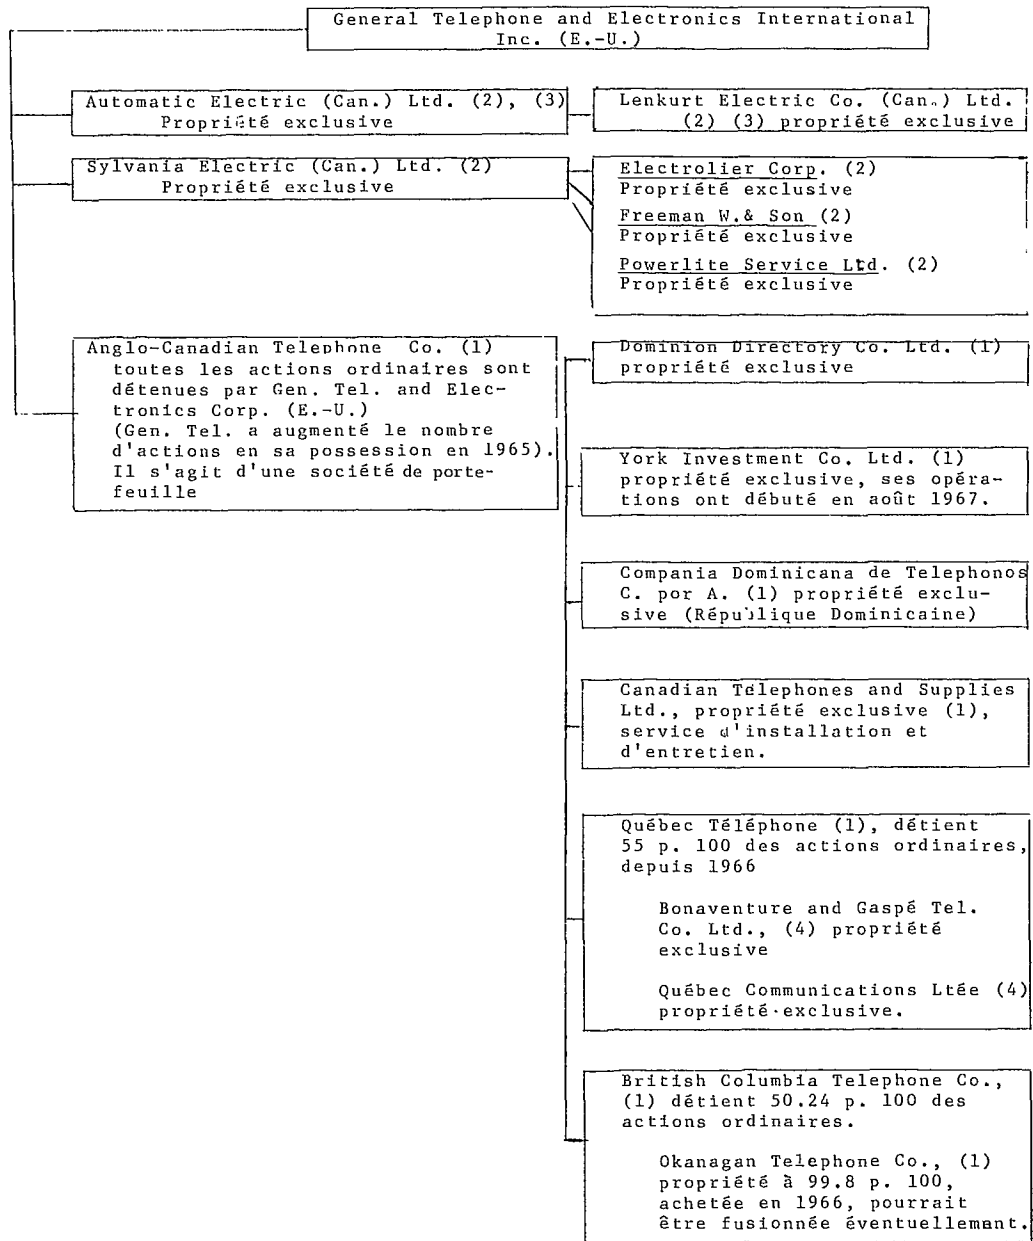 General Telephone and Electronics International
Inc. (E.-U.)
Automatic Electric (Can.) Ltd. (2), (3)
Propriété exclusive
Lenkurt Electric Co. (Can.) Ltd.
(2) (3) propriété exclusive
Sylvania Electric (Can.) Ltd. (2)
Propriété exclusive
Electrolier Corp. (2)
Propriété exclusive
Freeman W.& Son (2)
Propriété exclusive
Powerlite Service Ltd. (2)
Propriété exclusive
Anglo-Canadian Telephone Co. (1)
toutes les actions ordinaires sont
détenues par Gen. Tel. and Elec-
tronics Corp. (E.-U.)
(Gen. Tel. a augmenté le nombre
d'actions en sa possession en 1965).
Il s'agit d'une société de porte-
feuille
Dominion Directory Co. Ltd. (1)
propriété exclusive
York Investment Co. Ltd. (1)
propriété exclusive, ses opéra-
tions ont débuté en août 1967.
Compania Dominicana de Telephonos
C. por A. (1) propriété exclu-
sive (République Dominicaine)
Canadian Télephones and Supplies
Ltd., propriété exclusive (1),
service d'installation et
d'entretien.
Québec Téléphone (1), détient
55 p. 100 des actions ordinaires,
depuis 1966
Bonaventure and Gaspé Tel.
Co. Ltd., (4) propriété
exclusive
Québec Communications Ltée (4)
propriété exclusive.
British Columbia Telephone Co.,
(1) détient 50.24 p. 100 des
actions ordinaires.
Okanagan Telephone Co., (1)
propriété à 99.8 p. 100,
achetée en 1966, pourrait
être fusionnée éventuellemant.